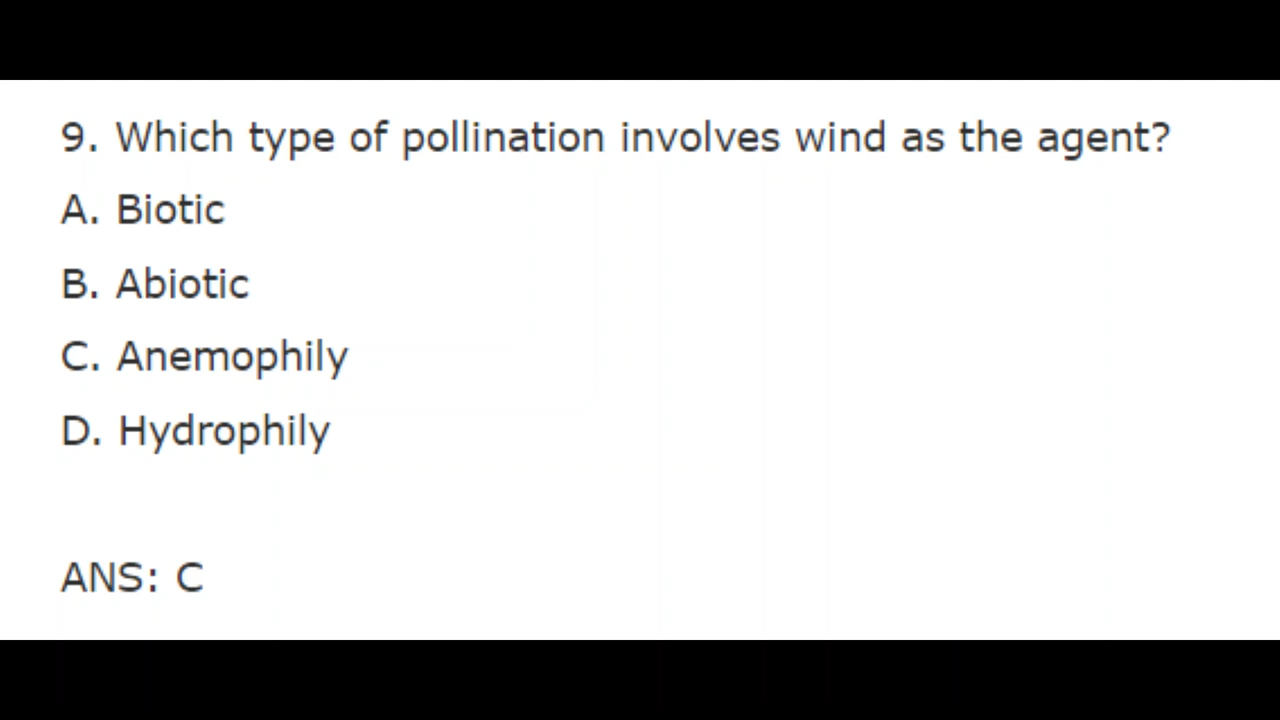 9. Which type of pollination involves wind as the agent?
A. Biotic
B. Abiotic
C. Anemophily
D. Hydrophily
ANS: C